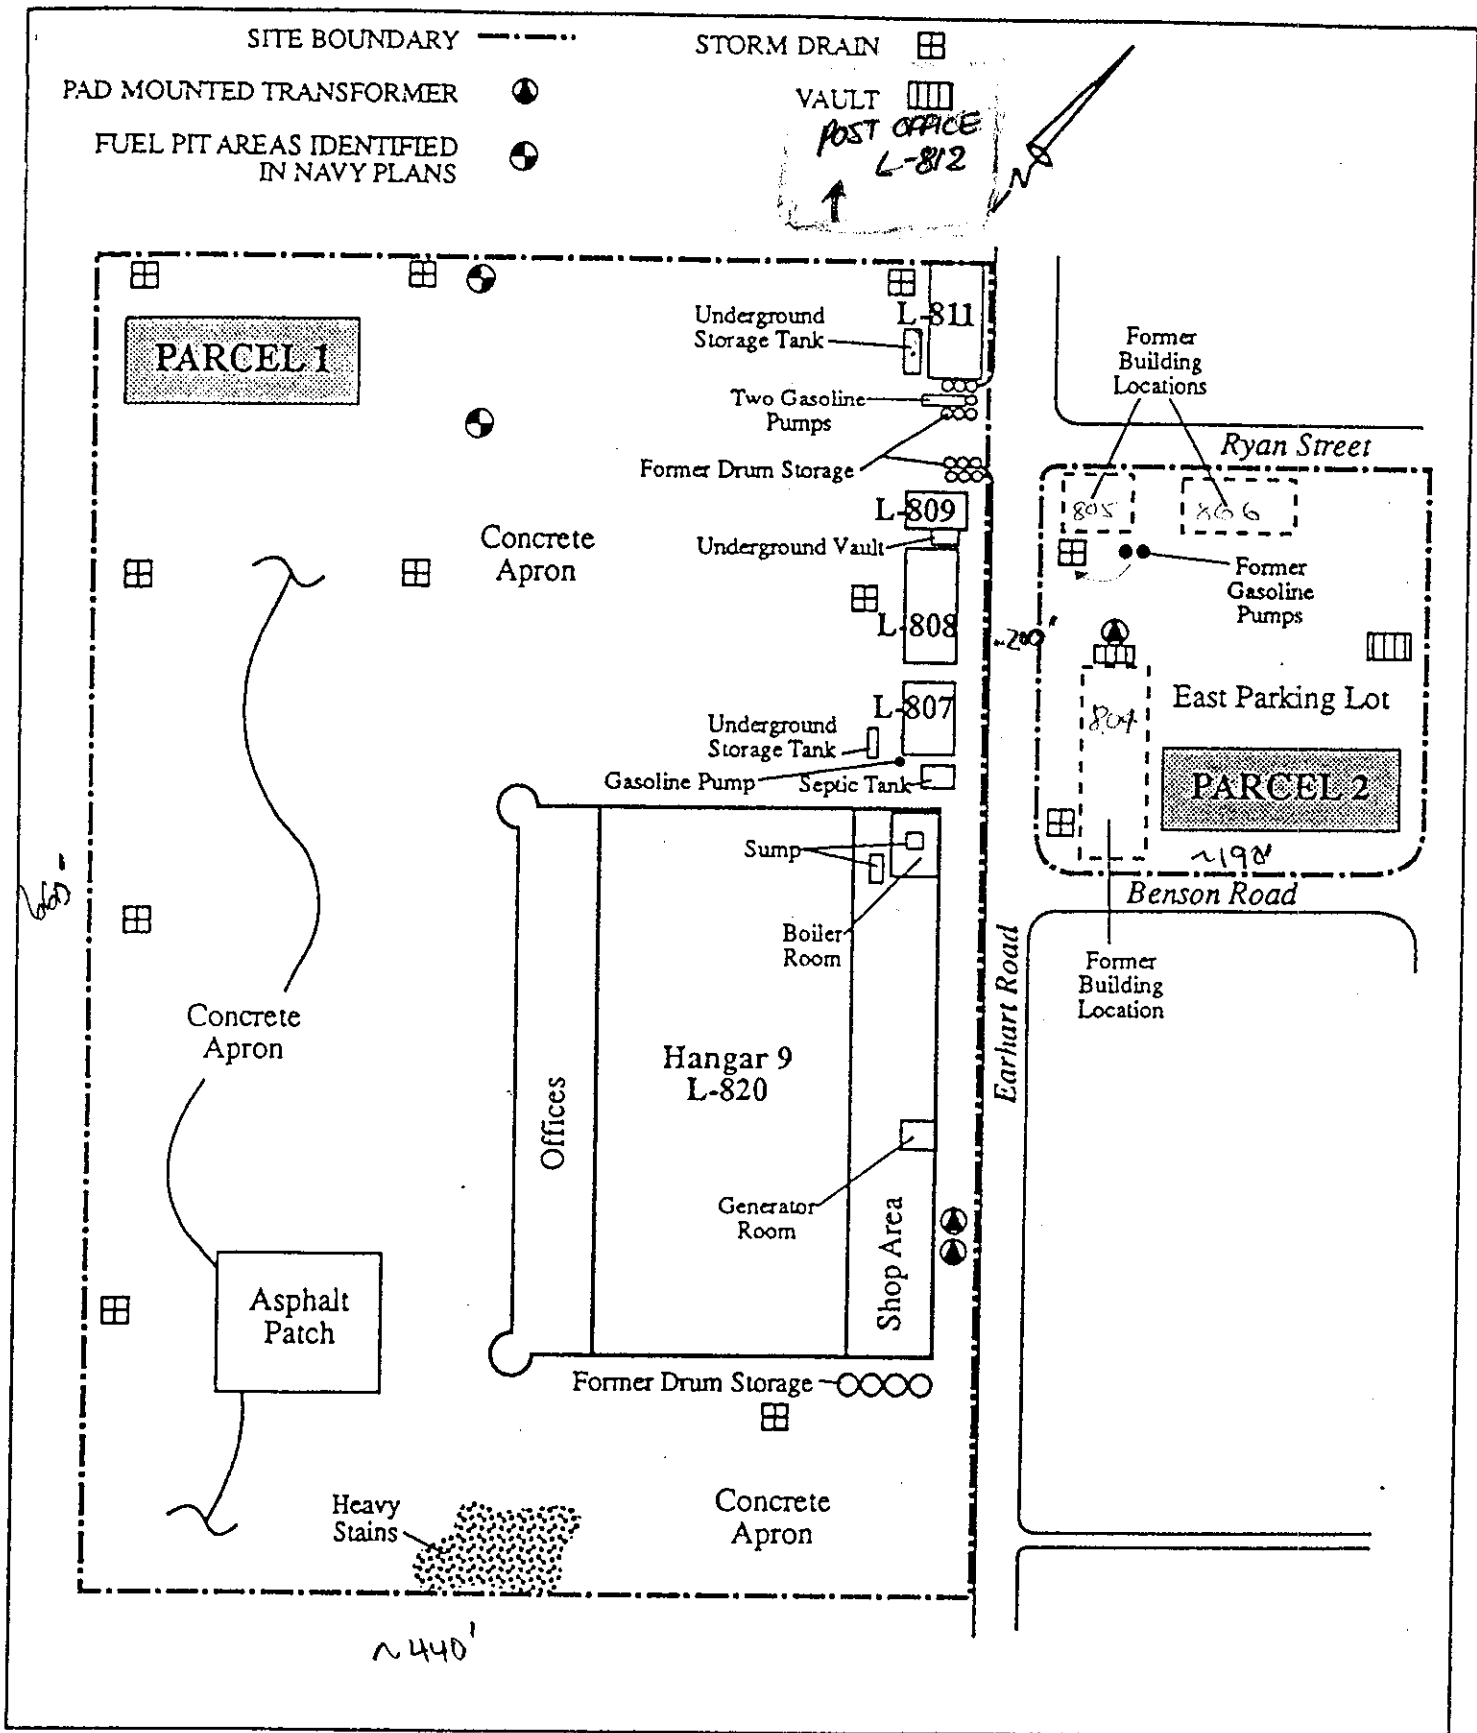 SITE BOUNDARY
STORM DRAIN
PAD MOUNTED TRANSFORMER
VAULT
FUEL PIT AREAS IDENTIFIED
IN NAVY PLANS
POST OFFICE
L-812
N
PARCEL 1
Underground
Storage Tank
L-811
Two Gasoline
Pumps
Former Drum Storage
L-809
Underground Vault
Concrete
Apron
L-808
L-807
Underground
Storage Tank
Gasoline Pump
Septic Tank
Former
Building
Locations
Ryan Street
805
806
Former
Gasoline
Pumps
~200'
804
East Parking Lot
PARCEL 2
~190'
Benson Road
Former
Building
Location
Earhart Road
Sump
Boiler
Room
Concrete
Apron
Offices
Hangar 9
L-820
Generator
Room
Shop Area
Asphalt
Patch
Former Drum Storage
Heavy
Stains
Concrete
Apron
~440'